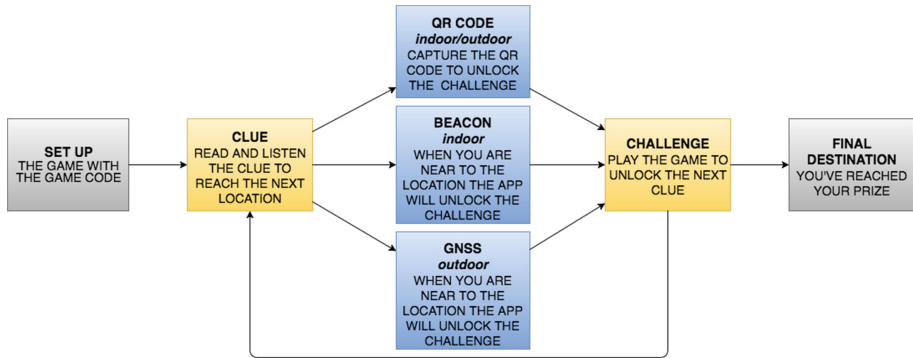 SET UP
THE GAME WITH
THE GAME CODE
CLUE
READ AND LISTEN
THE CLUE TO
REACH THE NEXT
LOCATION
QR CODE
indoor/outdoor
CAPTURE THE QR
CODE TO UNLOCK
THE CHALLENGE
BEACON
indoor
WHEN YOU ARE
NEAR TO THE
LOCATION THE APP
WILL UNLOCK THE
CHALLENGE
GNSS
outdoor
WHEN YOU ARE
NEAR TO THE
LOCATION THE APP
WILL UNLOCK THE
CHALLENGE
CHALLENGE
PLAY THE GAME TO
UNLOCK THE NEXT
CLUE
FINAL
DESTINATION
YOU'VE REACHED
YOUR PRIZE